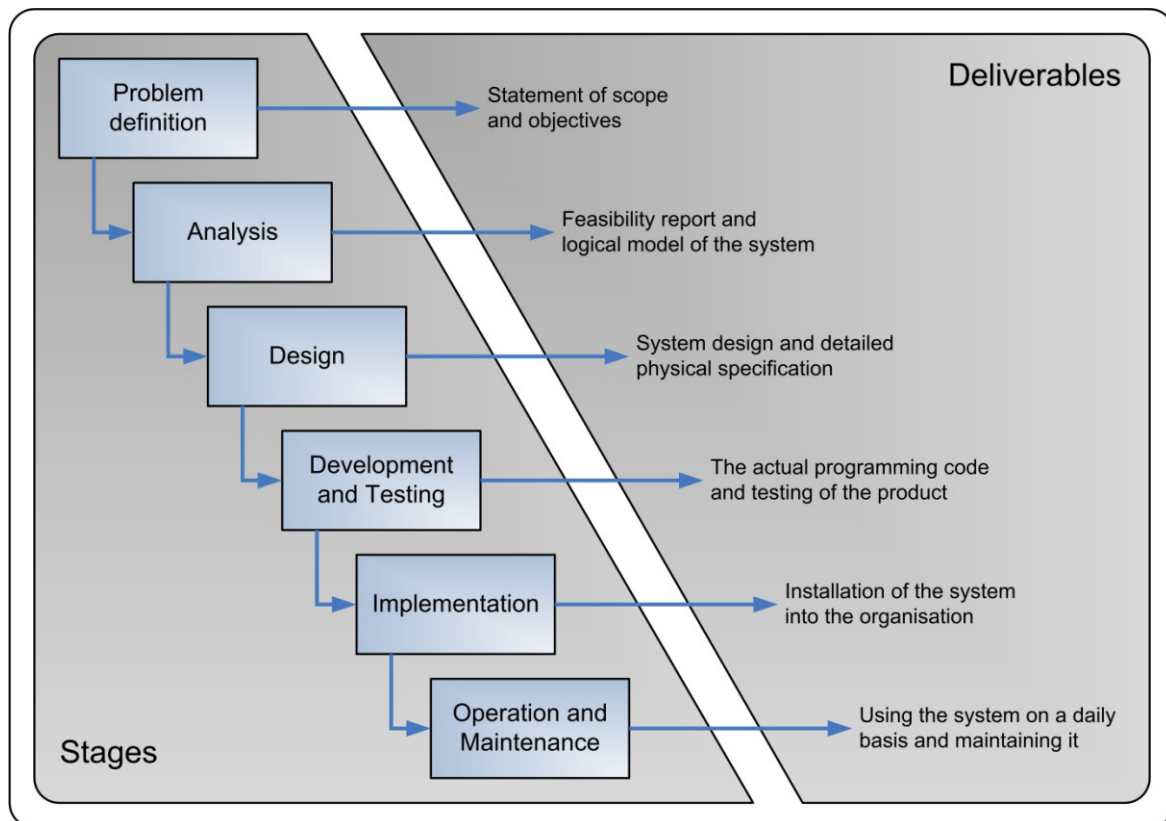 Deliverables
Problem
definition
Statement of scope
and objectives
Analysis
Feasibility report and
logical model of the system
Design
System design and detailed
physical specification
Development
and Testing
The actual programming code
and testing of the product
Implementation
Installation of the system
into the organisation
Operation and
Maintenance
Using the system on a daily
basis and maintaining it
Stages